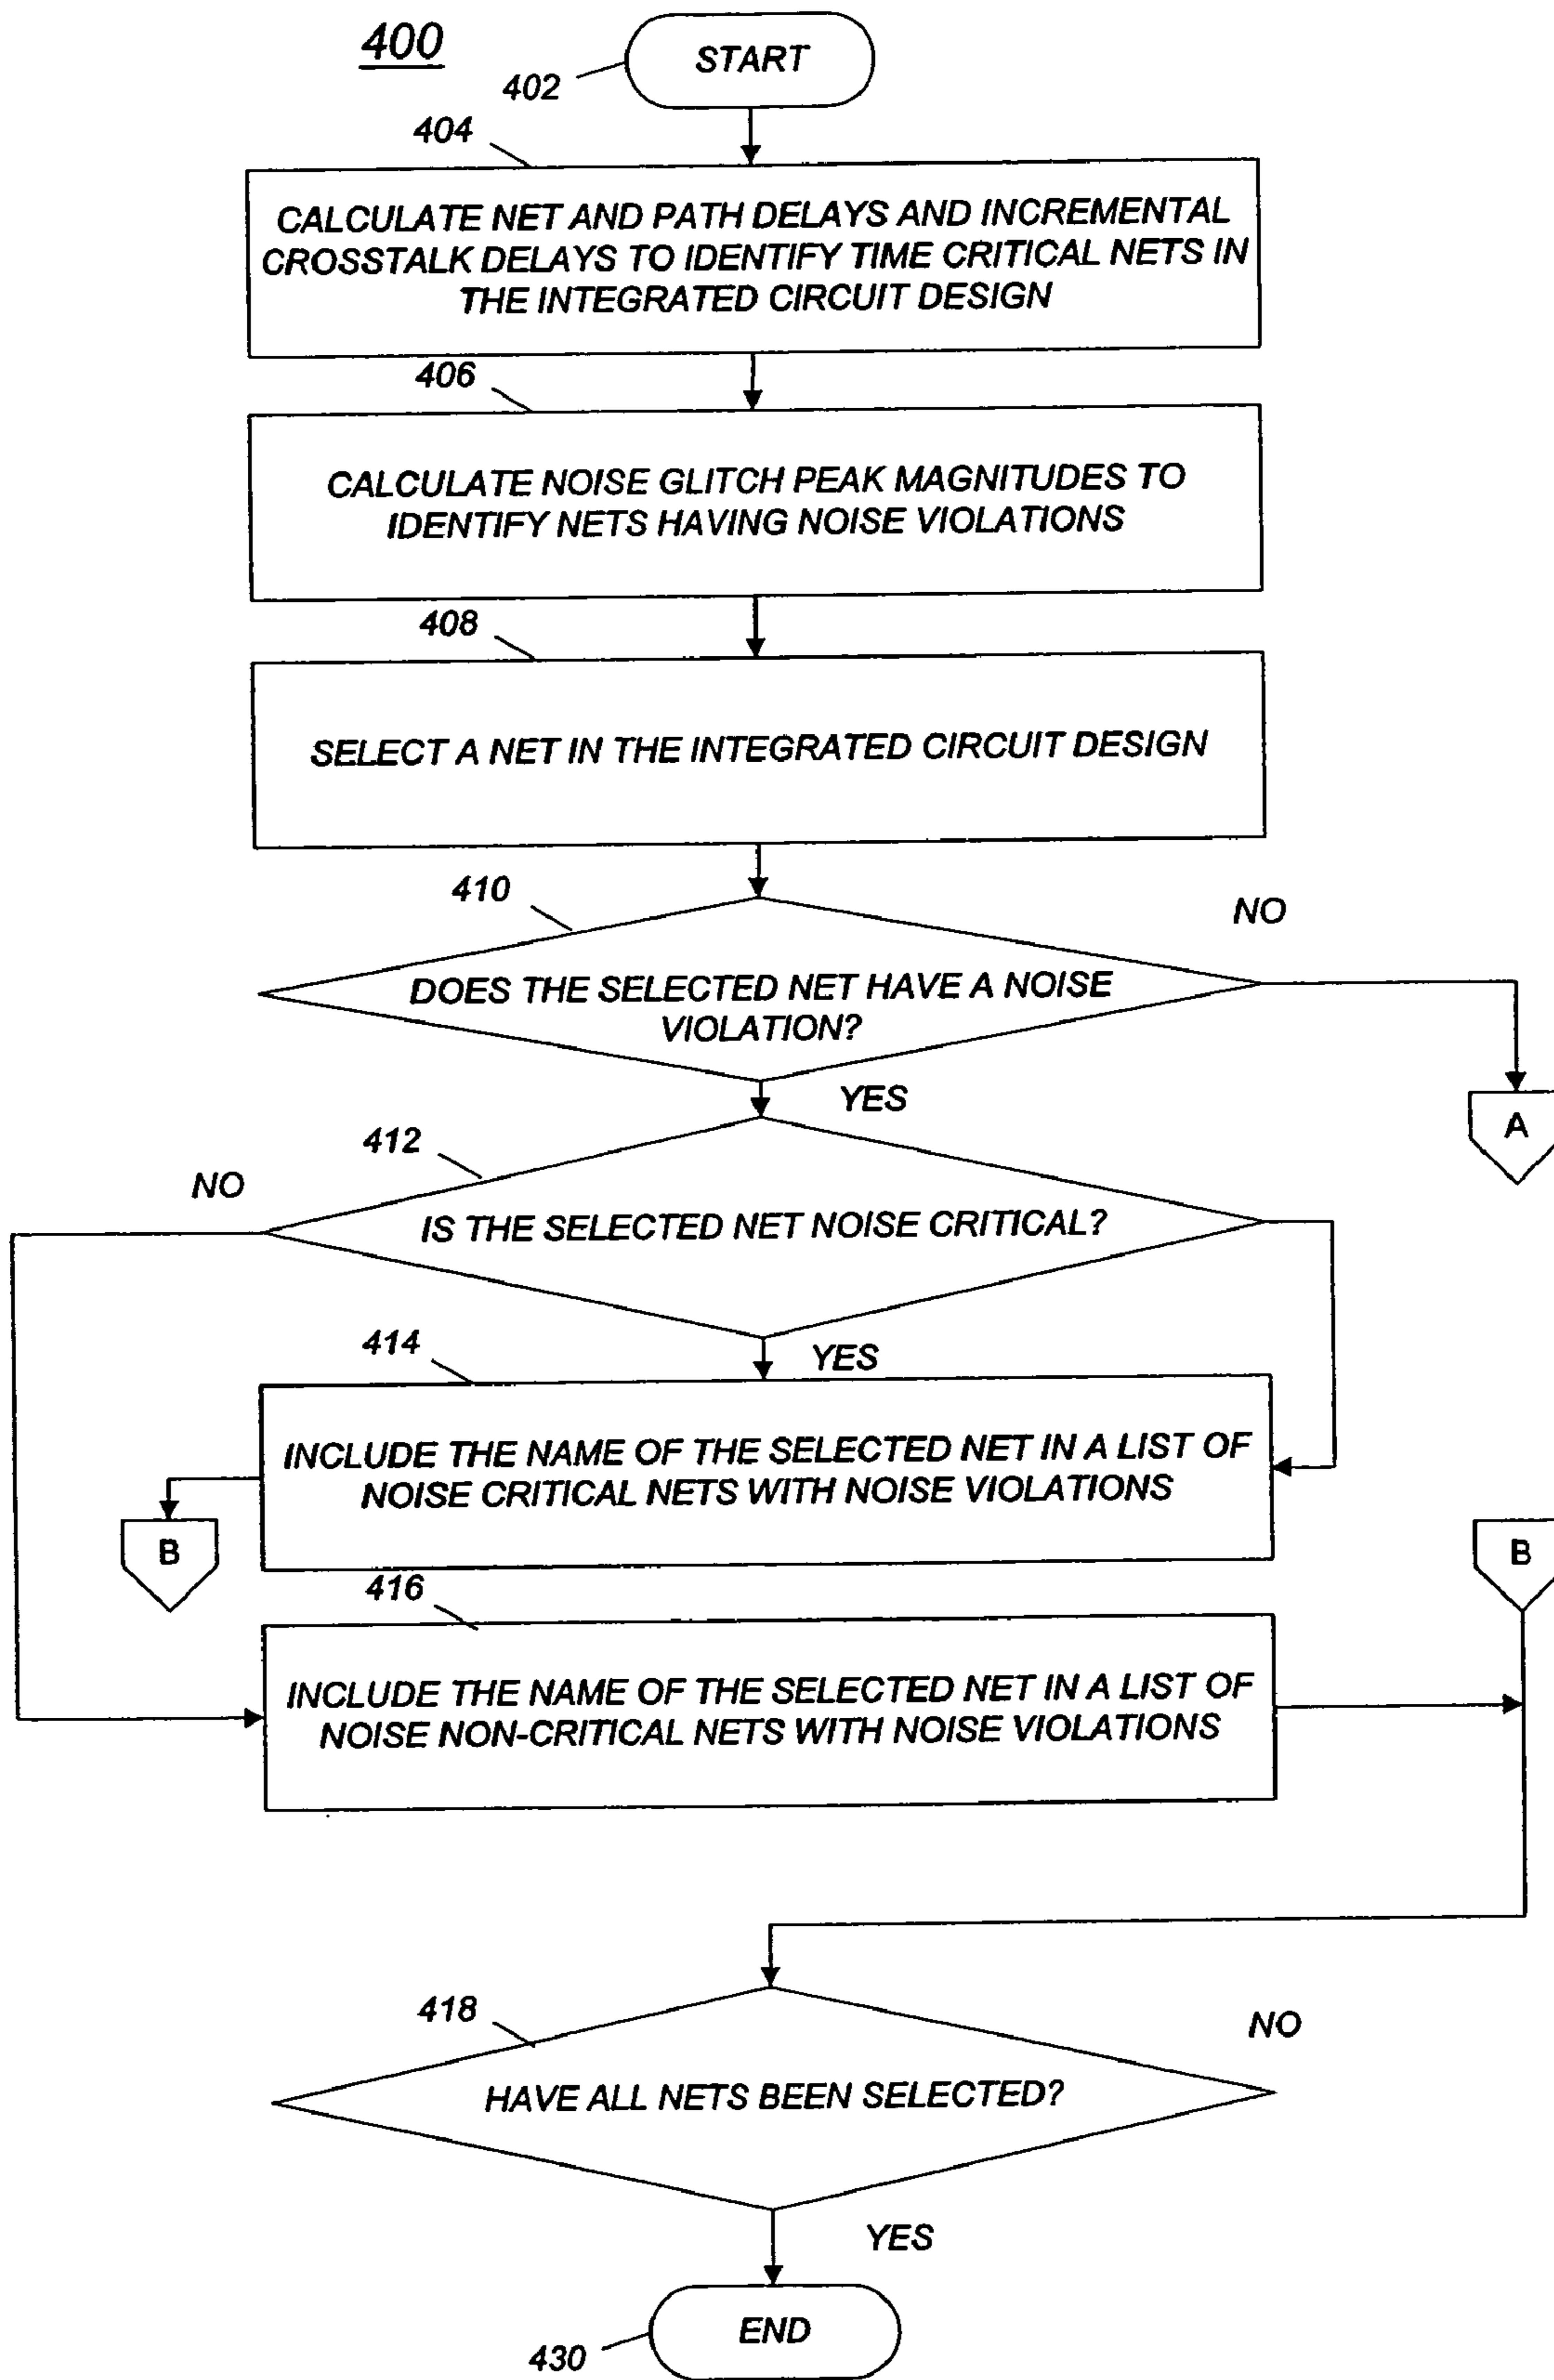 400
START
402
404
CALCULATE NET AND PATH DELAYS AND INCREMENTAL
CROSSTALK DELAYS TO IDENTIFY TIME CRITICAL NETS IN
THE INTEGRATED CIRCUIT DESIGN
406
CALCULATE NOISE GLITCH PEAK MAGNITUDES TO
IDENTIFY NETS HAVING NOISE VIOLATIONS
408
SELECT A NET IN THE INTEGRATED CIRCUIT DESIGN
410
NO
DOES THE SELECTED NET HAVE A NOISE
VIOLATION?
YES
A
412
NO
IS THE SELECTED NET NOISE CRITICAL?
414
YES
INCLUDE THE NAME OF THE SELECTED NET IN A LIST OF
NOISE CRITICAL NETS WITH NOISE VIOLATIONS
B
B
416
INCLUDE THE NAME OF THE SELECTED NET IN A LIST OF
NOISE NON-CRITICAL NETS WITH NOISE VIOLATIONS
418
NO
HAVE ALL NETS BEEN SELECTED?
YES
END
430